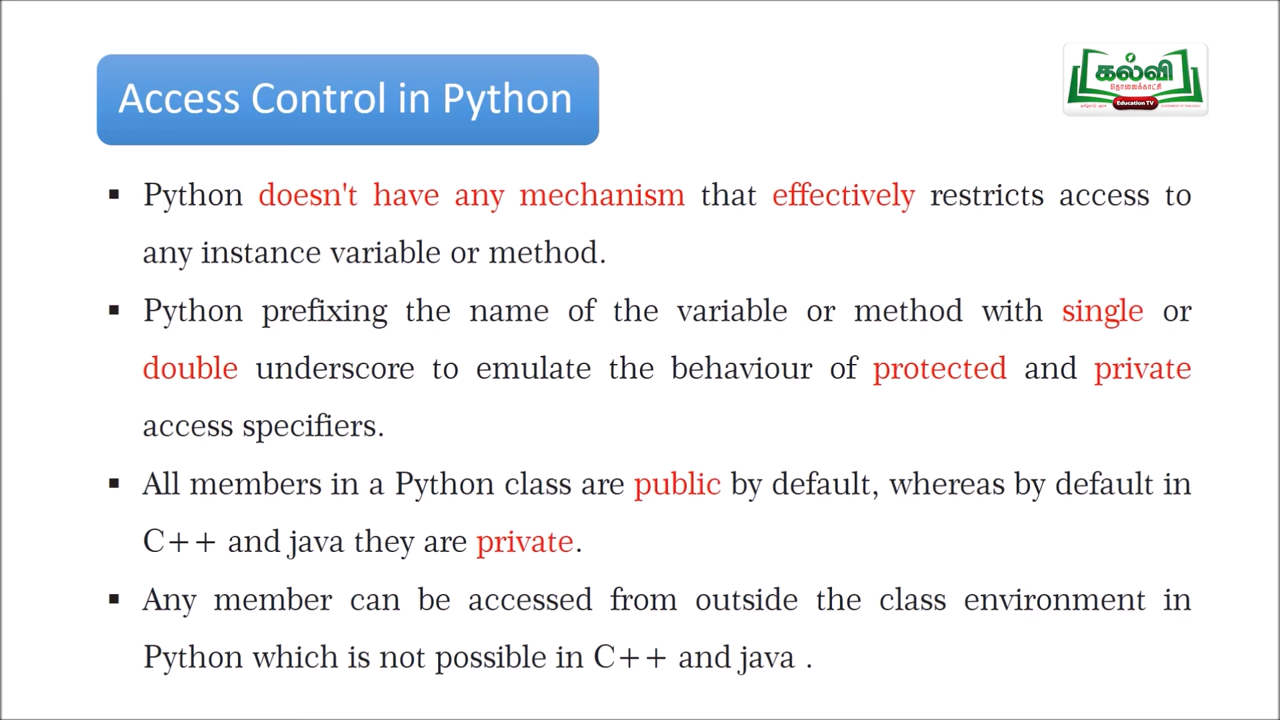 Access Control in Python
கல்வி
தொலைக்காட்சி
Education TV
▪ Python doesn't have any mechanism that effectively restricts access to
any instance variable or method.
▪ Python prefixing the name of the variable or method with single or
double underscore to emulate the behaviour of protected and private
access specifiers.
▪ All members in a Python class are public by default, whereas by default in
C++ and java they are private.
▪ Any member can be accessed from outside the class environment in
Python which is not possible in C++ and java .